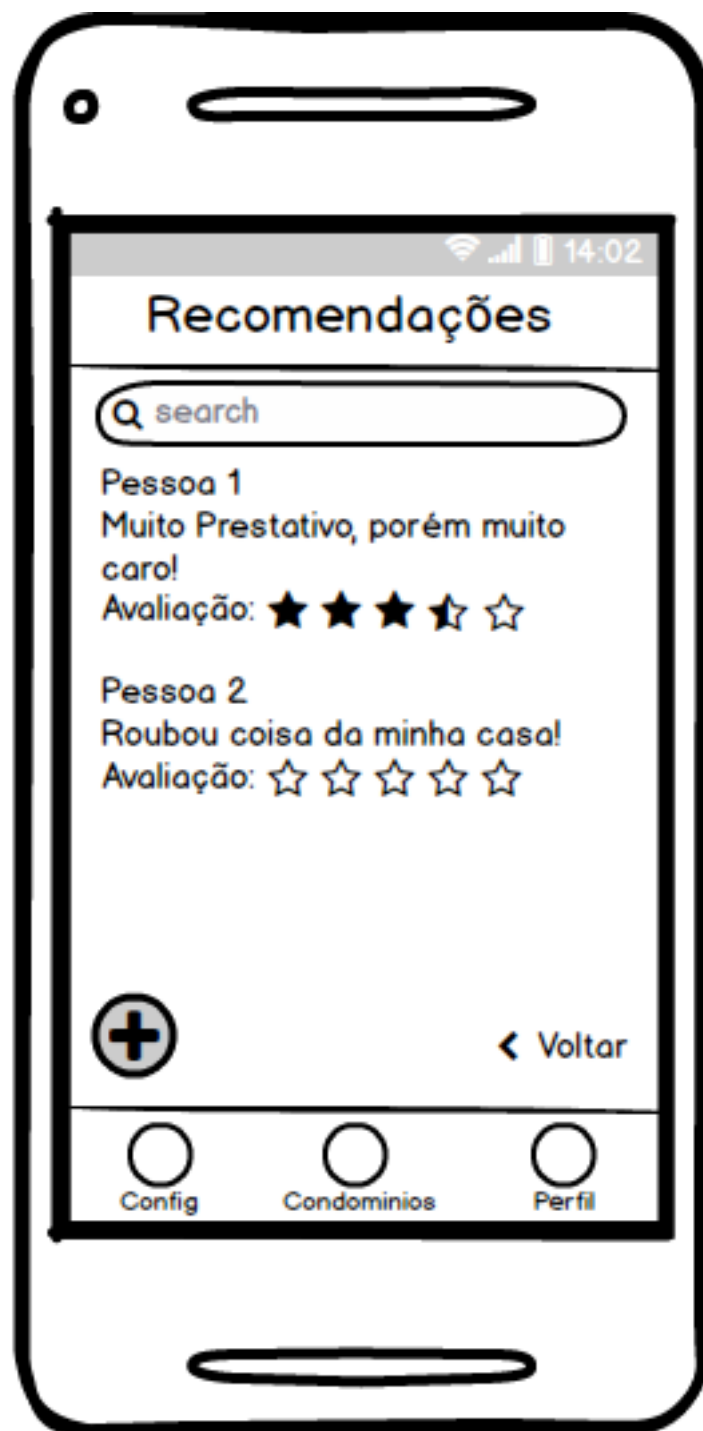 14:02
Recomendações
search
Pessoa 1
Muito Prestativo, porém muito
caro!
Avaliação:
Pessoa 2
Roubou coisa da minha casa!
Avaliação:
Voltar
Config
Condominios
Perfil